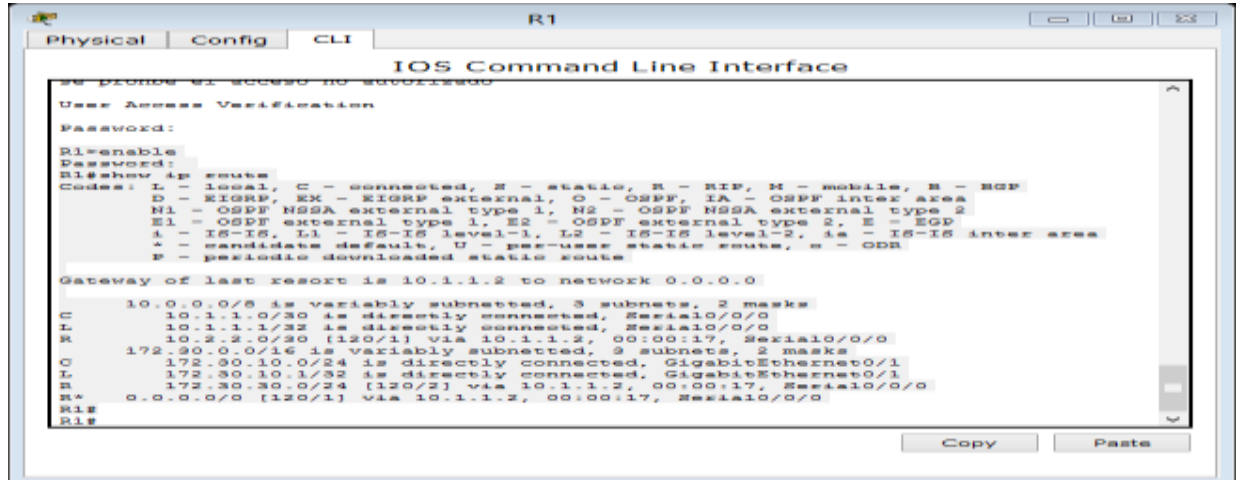 R1
Physical Config CLI
IOS Command Line Interface
se prohibe el acceso no autorizado
User Access Verification
Password:
R1>enable
Password:
R1#show ip route
Codes: L - local, C - connected, S - static, R - RIP, M - mobile, B - BGP
D - EIGRP, EX - EIGRP external, O - OSPF, IA - OSPF inter area
N1 - OSPF NSSA external type 1, N2 - OSPF NSSA external type 2
E1 - OSPF external type 1, E2 - OSPF external type 2, E - EGP
i - IS-IS, L1 - IS-IS level-1, L2 - IS-IS level-2, ia - IS-IS inter area
* - candidate default, U - per-user static route, o - ODR
P - periodic downloaded static route
Gateway of last resort is 10.1.1.2 to network 0.0.0.0
10.0.0.0/8 is variably subnetted, 3 subnets, 2 masks
C 10.1.1.0/30 is directly connected, Serial0/0/0
L 10.1.1.1/32 is directly connected, Serial0/0/0
R 10.2.2.0/30 [120/1] via 10.1.1.2, 00:00:17, Serial0/0/0
172.30.0.0/16 is variably subnetted, 3 subnets, 2 masks
C 172.30.10.0/24 is directly connected, GigabitEthernet0/1
L 172.30.10.1/32 is directly connected, GigabitEthernet0/1
R 172.30.30.0/24 [120/2] via 10.1.1.2, 00:00:17, Serial0/0/0
R* 0.0.0.0/0 [120/1] via 10.1.1.2, 00:00:17, Serial0/0/0
R1#
R1#
Copy Paste